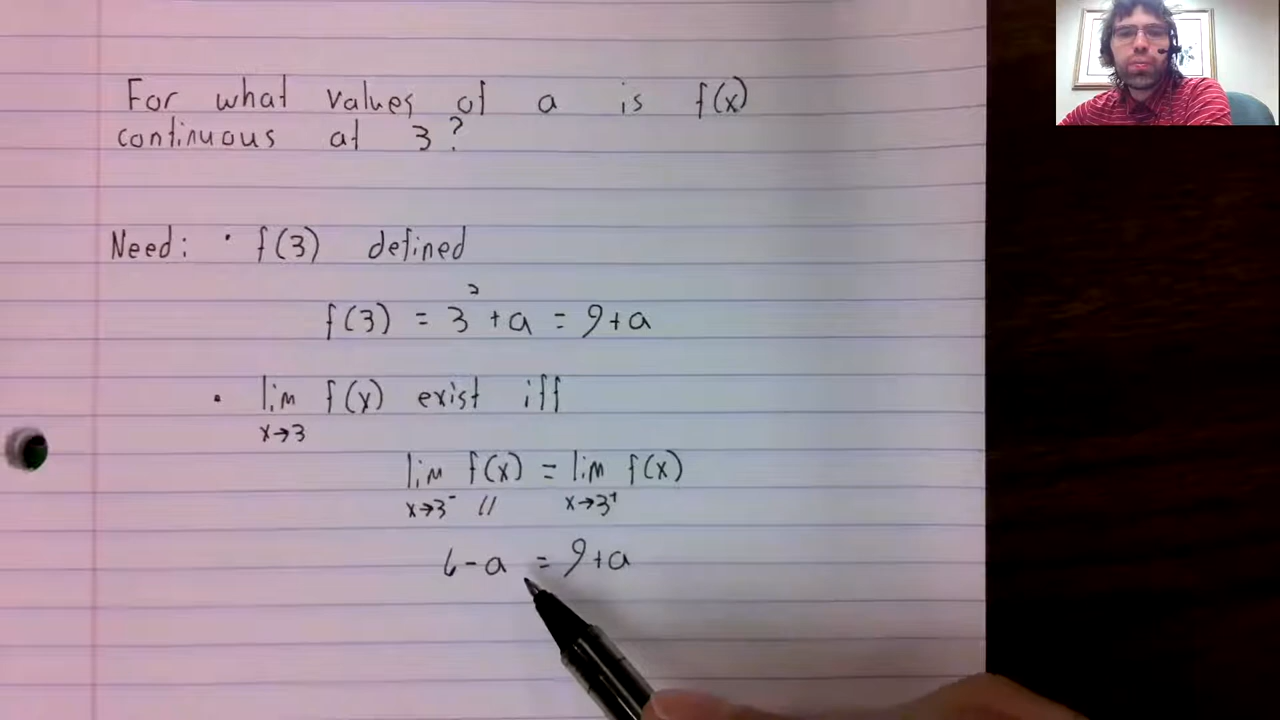 For what values of a is f(x)
continuous at 3?
Need: • f(3) defined
f(3) = 3² + a = 9+a
• lim f(x) exist iff
x→3
lim f(x) = lim f(x)
x→3⁻ // x→3⁺
6-a = 9+a